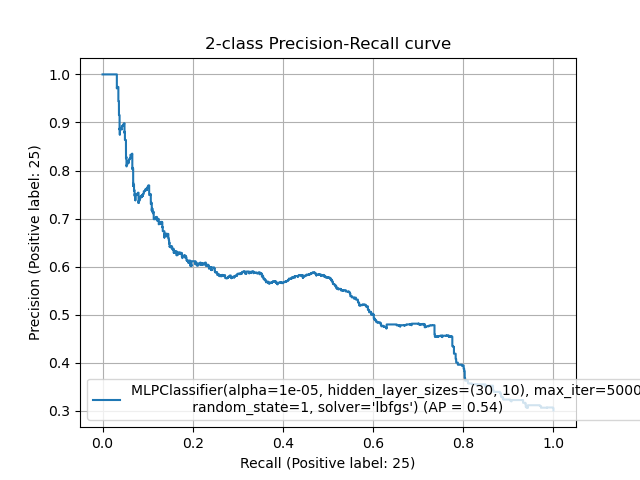 2-class Precision-Recall curve
Precision (Positive label: 25)
1.0
0.9
0.8
0.7
0.6
0.5
0.4
0.3
MLPClassifier(alpha=1e-05, hidden_layer_sizes=(30, 10), max_iter=5000
random_state=1, solver='lbfgs') (AP = 0.54)
0.0 0.2 0.4 0.6 0.8 1.0
Recall (Positive label: 25)